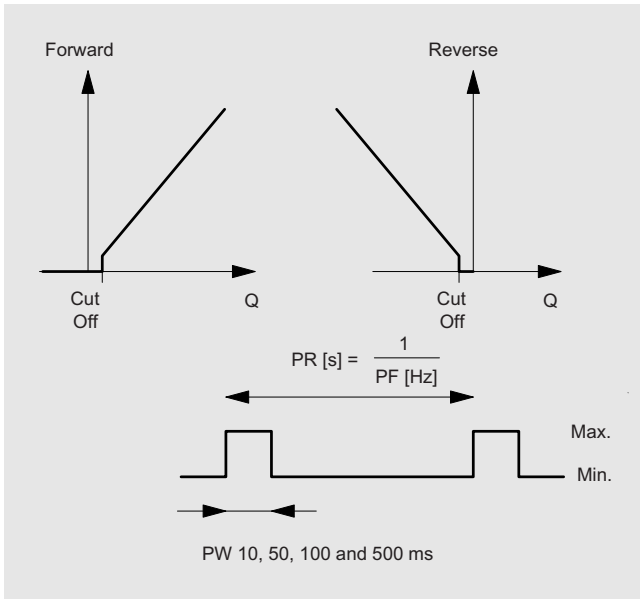 Forward
Reverse
Cut
Off
Q
Cut
Off
Q
PR [s] = 1
PF [Hz]
Max.
Min.
PW 10, 50, 100 and 500 ms